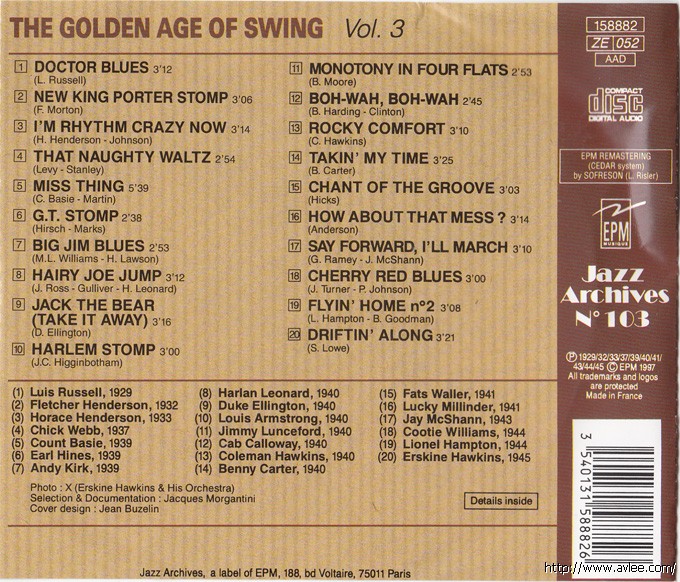 THE GOLDEN AGE OF SWING Vol. 3
1 DOCTOR BLUES 3'12
(L. Russell)
2 NEW KING PORTER STOMP 3'06
(F. Morton)
3 I'M RHYTHM CRAZY NOW 3'14
(H. Henderson - Johnson)
4 THAT NAUGHTY WALTZ 2'54
(Levy - Stanley)
5 MISS THING 5'39
(C. Basie - Martin)
6 G.T. STOMP 2'38
(Hirsch - Marks)
7 BIG JIM BLUES 2'53
(M.L. Williams - H. Lawson)
8 HAIRY JOE JUMP 3'12
(J. Ross - Gulliver - H. Leonard)
9 JACK THE BEAR
(TAKE IT AWAY) 3'16
(D. Ellington)
10 HARLEM STOMP 3'00
(J.C. Higginbotham)
11 MONOTONY IN FOUR FLATS 2'53
(B. Moore)
12 BOH-WAH, BOH-WAH 2'45
(B. Harding - Clinton)
13 ROCKY COMFORT 3'10
(C. Hawkins)
14 TAKIN' MY TIME 3'25
(B. Carter)
15 CHANT OF THE GROOVE 3'03
(Hicks)
16 HOW ABOUT THAT MESS ? 3'14
(Anderson)
17 SAY FORWARD, I'LL MARCH 3'10
(G. Ramey - J. McShann)
18 CHERRY RED BLUES 3'00
(J. Turner - P. Johnson)
19 FLYIN' HOME nº2 3'08
(L. Hampton - B. Goodman)
20 DRIFTIN' ALONG 3'21
(S. Lowe)
(1) Luis Russell, 1929
(2) Fletcher Henderson, 1932
(3) Horace Henderson, 1933
(4) Chick Webb, 1937
(5) Count Basie, 1939
(6) Earl Hines, 1939
(7) Andy Kirk, 1939
(8) Harlan Leonard, 1940
(9) Duke Ellington, 1940
(10) Louis Armstrong, 1940
(11) Jimmy Lunceford, 1940
(12) Cab Calloway, 1940
(13) Coleman Hawkins, 1940
(14) Benny Carter, 1940
(15) Fats Waller, 1941
(16) Lucky Millinder, 1941
(17) Jay McShann, 1943
(18) Cootie Williams, 1944
(19) Lionel Hampton, 1944
(20) Erskine Hawkins, 1945
Photo : X (Erskine Hawkins & His Orchestra)
Selection & Documentation : Jacques Morgantini
Cover design : Jean Buzelin
Details inside
Jazz Archives, a label of EPM, 188, bd Voltaire, 75011 Paris
158882
ZE 052
AAD
COMPACT
disc
DIGITAL AUDIO
EPM REMASTERING
(CEDAR system)
by SOFRESON (L. Risler)
EPM
MUSIQUE
Jazz
Archives
N° 103
Ⓟ 1929/32/33/37/39/40/41/
43/44/45 © EPM 1997
All trademarks and logos
are protected
Made in France
3 540131 588826
http://www.avlee.com/